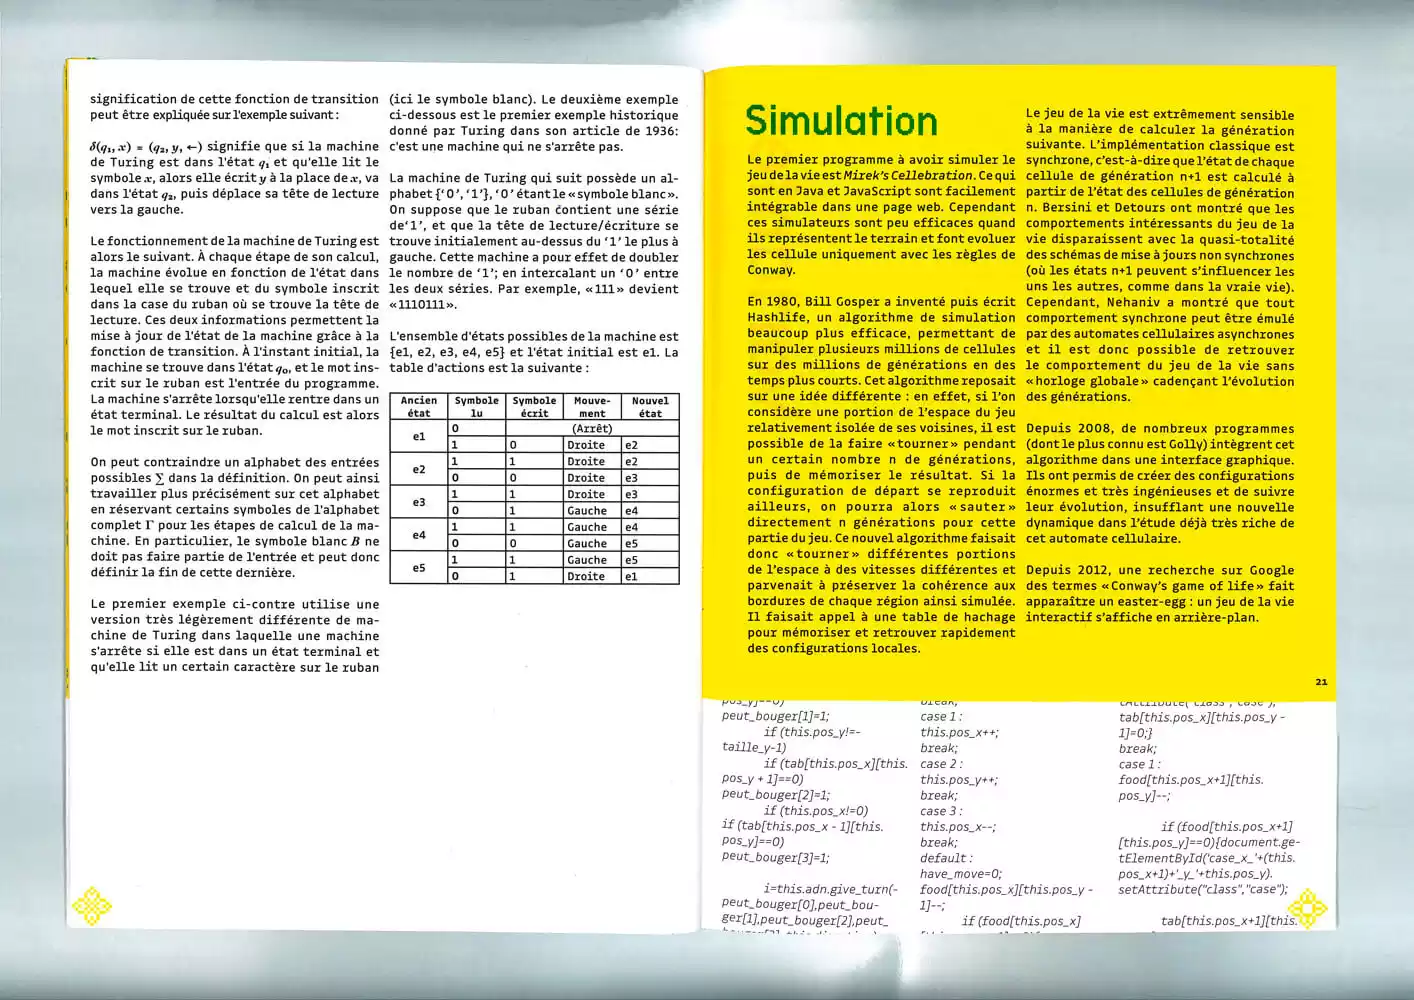 signification de cette fonction de transition
peut être expliquée sur l'exemple suivant :
δ(q₁, x) = (q₂, y, ←) signifie que si la machine
de Turing est dans l'état q₁ et qu'elle lit le
symbole x, alors elle écrit y à la place de x, va
dans l'état q₂, puis déplace sa tête de lecture
vers la gauche.
Le fonctionnement de la machine de Turing est
alors le suivant. À chaque étape de son calcul,
la machine évolue en fonction de l'état dans
lequel elle se trouve et du symbole inscrit
dans la case du ruban où se trouve la tête de
lecture. Ces deux informations permettent la
mise à jour de l'état de la machine grâce à la
fonction de transition. À l'instant initial, la
machine se trouve dans l'état q₀, et le mot ins-
crit sur le ruban est l'entrée du programme.
La machine s'arrête lorsqu'elle rentre dans un
état terminal. Le résultat du calcul est alors
le mot inscrit sur le ruban.
On peut contraindre un alphabet des entrées
possibles ∑ dans la définition. On peut ainsi
travailler plus précisément sur cet alphabet
en réservant certains symboles de l'alphabet
complet Γ pour les étapes de calcul de la ma-
chine. En particulier, le symbole blanc B ne
doit pas faire partie de l'entrée et peut donc
définir la fin de cette dernière.
Le premier exemple ci-contre utilise une
version très légèrement différente de ma-
chine de Turing dans laquelle une machine
s'arrête si elle est dans un état terminal et
qu'elle lit un certain caractère sur le ruban
(ici le symbole blanc). Le deuxième exemple
ci-dessous est le premier exemple historique
donné par Turing dans son article de 1936:
c'est une machine qui ne s'arrête pas.
La machine de Turing qui suit possède un al-
phabet {‘0’, ‘1’}, ‘0’ étant le « symbole blanc ».
On suppose que le ruban contient une série
de‘1’, et que la tête de lecture/écriture se
trouve initialement au-dessus du ‘1’ le plus à
gauche. Cette machine a pour effet de doubler
le nombre de ‘1’; en intercalant un ‘0’ entre
les deux séries. Par exemple, « 111 » devient
« 1110111 ».
L'ensemble d'états possibles de la machine est
{e1, e2, e3, e4, e5} et l'état initial est e1. La
table d'actions est la suivante :
Ancien état Symbole lu Symbole écrit Mouve-ment Nouvel état
e1 0 (Arrêt)
1 0 Droite e2
e2 1 1 Droite e2
0 0 Droite e3
e3 1 1 Droite e3
0 1 Gauche e4
e4 1 1 Gauche e4
0 0 Gauche e5
e5 1 1 Gauche e5
0 1 Droite e1
Simulation
Le premier programme à avoir simuler le
jeu de la vie est Mirek's Cellebration. Ce qui
sont en Java et JavaScript sont facilement
intégrable dans une page web. Cependant
ces simulateurs sont peu efficaces quand
ils représentent le terrain et font evoluer
les cellule uniquement avec les règles de
Conway.
En 1980, Bill Gosper a inventé puis écrit
Hashlife, un algorithme de simulation
beaucoup plus efficace, permettant de
manipuler plusieurs millions de cellules
sur des millions de générations en des
temps plus courts. Cet algorithme reposait
sur une idée différente : en effet, si l'on
considère une portion de l'espace du jeu
relativement isolée de ses voisines, il est
possible de la faire « tourner » pendant
un certain nombre n de générations,
puis de mémoriser le résultat. Si la
configuration de départ se reproduit
ailleurs, on pourra alors « sauter »
directement n générations pour cette
partie du jeu. Ce nouvel algorithme faisait
donc « tourner » différentes portions
de l'espace à des vitesses différentes et
parvenait à préserver la cohérence aux
bordures de chaque région ainsi simulée.
Il faisait appel à une table de hachage
pour mémoriser et retrouver rapidement
des configurations locales.
Le jeu de la vie est extrêmement sensible
à la manière de calculer la génération
suivante. L'implémentation classique est
synchrone, c'est-à-dire que l'état de chaque
cellule de génération n+1 est calculé à
partir de l'état des cellules de génération
n. Bersini et Detours ont montré que les
comportements intéressants du jeu de la
vie disparaissent avec la quasi-totalité
des schémas de mise à jours non synchrones
(où les états n+1 peuvent s'influencer les
uns les autres, comme dans la vraie vie).
Cependant, Nehaniv a montré que tout
comportement synchrone peut être émulé
par des automates cellulaires asynchrones
et il est donc possible de retrouver
le comportement du jeu de la vie sans
« horloge globale » cadençant l'évolution
des générations.
Depuis 2008, de nombreux programmes
(dont le plus connu est Golly) intègrent cet
algorithme dans une interface graphique.
Ils ont permis de créer des configurations
énormes et très ingénieuses et de suivre
leur évolution, insufflant une nouvelle
dynamique dans l'étude déjà très riche de
cet automate cellulaire.
Depuis 2012, une recherche sur Google
des termes « Conway's game of life » fait
apparaître un easter-egg : un jeu de la vie
interactif s'affiche en arrière-plan.
21
peut_bouger[1]=1;
if (this.pos_y!=-
taille_y-1)
if (tab[this.pos_x][this.
pos_y + 1]==0)
peut_bouger[2]=1;
if (this.pos_x!=0)
if (tab[this.pos_x - 1][this.
pos_y]==0)
peut_bouger[3]=1;
i=this.adn.give_turn(-
peut_bouger[0],peut_bou-
ger[1],peut_bouger[2],peut_
break;
case 1 :
this.pos_x++;
break;
case 2 :
this.pos_y++;
break;
case 3 :
this.pos_x--;
break;
default :
have_move=0;
food[this.pos_x][this.pos_y -
1]--;
if (food[this.pos_x]
tAttribute("class","case");
tab[this.pos_x][this.pos_y -
1]=0;}
break;
case 1 :
food[this.pos_x+1][this.
pos_y]--;
if (food[this.pos_x+1]
[this.pos_y]==0){document.ge-
tElementById('case_x_'+(this.
pos_x+1)+'_y_'+this.pos_y).
setAttribute("class","case");
tab[this.pos_x+1][this.